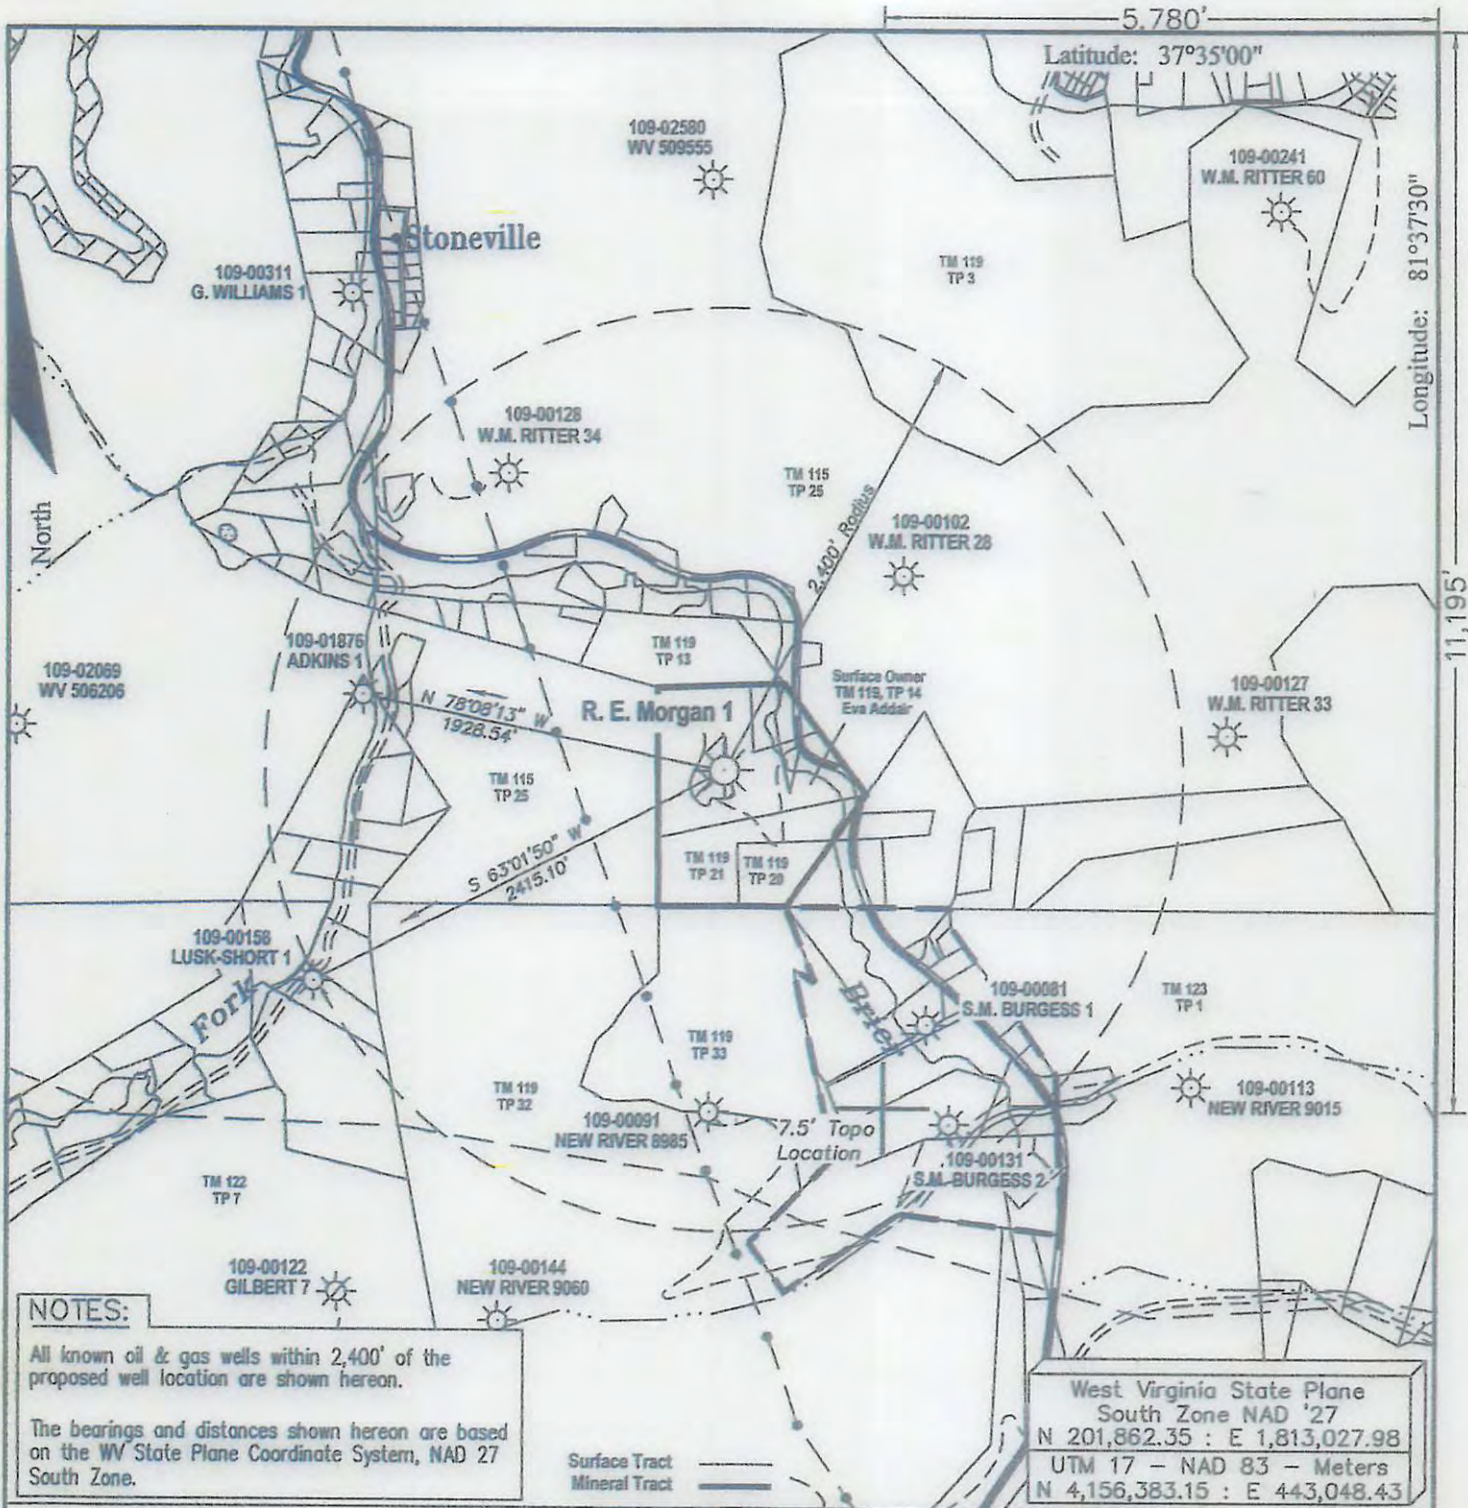 5.780'
Latitude: 37°35'00"
109-02580
WV 509555
109-00241
W.M. RITTER 60
Stoneville
109-00311
G. WILLIAMS 1
TM 119
TP 3
Longitude: 81°37'30"
109-00128
W.M. RITTER 34
TM 115
TP 25
2,400' Radius
109-00102
W.M. RITTER 28
North
11,195'
109-01876
ADKINS 1
TM 119
TP 13
109-02069
WV 506206
Surface Owner
TM 119, TP 14
Eva Addair
109-00127
W.M. RITTER 33
N 78°08'13" W
1928.54'
R. E. Morgan 1
TM 115
TP 25
S 63°01'50" W
2415.10'
TM 119
TP 21
TM 119
TP 20
109-00156
LUSK-SHORT 1
Fork
Brier
109-00081
S.M. BURGESS 1
TM 123
TP 1
TM 119
TP 33
TM 119
TP 32
109-00091
NEW RIVER 8985
109-00113
NEW RIVER 9015
7.5' Topo
Location
109-00131
S.M. BURGESS 2
TM 122
TP 7
109-00122
GILBERT 7
109-00144
NEW RIVER 9060
NOTES:
All known oil & gas wells within 2,400' of the
proposed well location are shown hereon.
The bearings and distances shown hereon are based
on the WV State Plane Coordinate System, NAD 27
South Zone.
Surface Tract
Mineral Tract
West Virginia State Plane
South Zone NAD '27
N 201,862.35 : E 1,813,027.98
UTM 17 - NAD 83 - Meters
N 4,156,383.15 : E 443,048.43